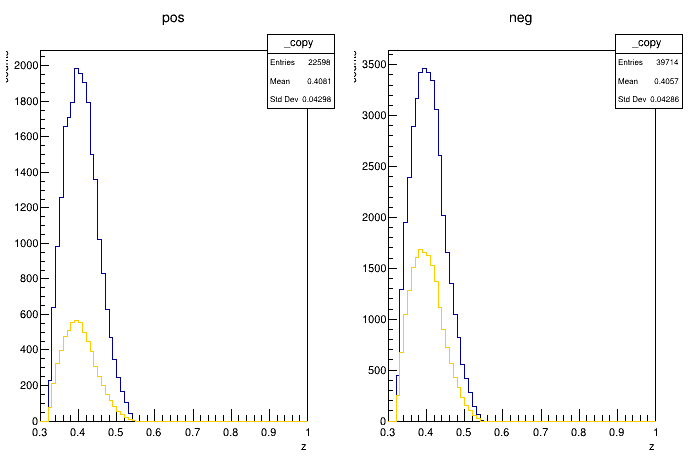 pos
_copy
Entries 22598
Mean 0.4081
Std Dev 0.04298
2000
1800
1600
1400
1200
1000
800
600
400
200
0
0.3 0.4 0.5 0.6 0.7 0.8 0.9 1
z
neg
_copy
Entries 39714
Mean 0.4057
Std Dev 0.04286
3500
3000
2500
2000
1500
1000
500
0
0.3 0.4 0.5 0.6 0.7 0.8 0.9 1
z